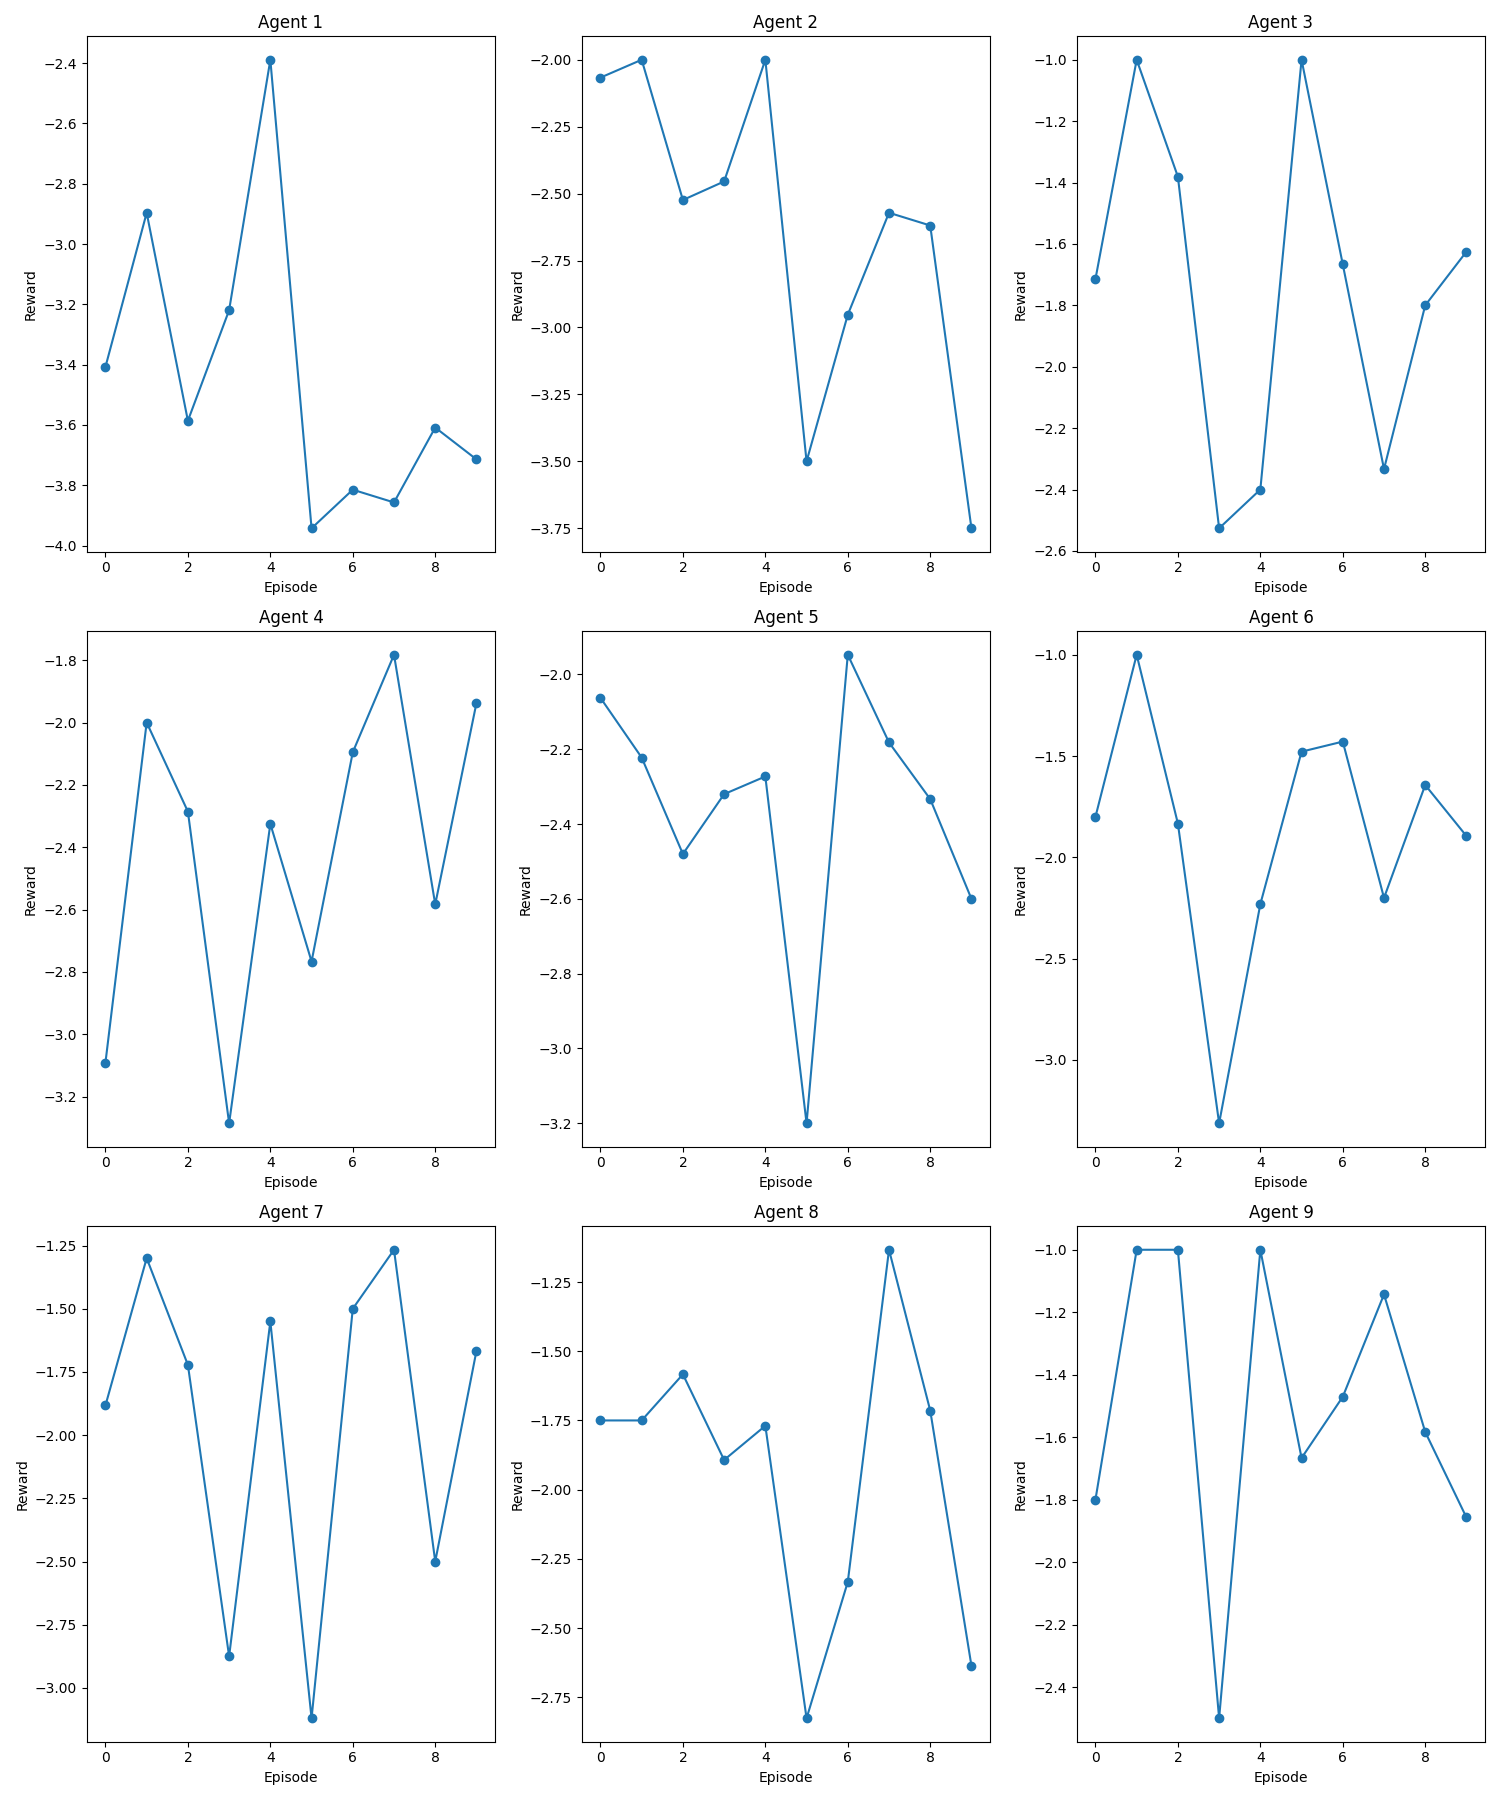 Agent 1
−2.4
−2.6
−2.8
−3.0
−3.2
−3.4
−3.6
−3.8
−4.0
Reward
0 2 4 6 8
Episode
Agent 2
−2.00
−2.25
−2.50
−2.75
−3.00
−3.25
−3.50
−3.75
Reward
0 2 4 6 8
Episode
Agent 3
−1.0
−1.2
−1.4
−1.6
−1.8
−2.0
−2.2
−2.4
−2.6
Reward
0 2 4 6 8
Episode
Agent 4
−1.8
−2.0
−2.2
−2.4
−2.6
−2.8
−3.0
−3.2
Reward
0 2 4 6 8
Episode
Agent 5
−2.0
−2.2
−2.4
−2.6
−2.8
−3.0
−3.2
Reward
0 2 4 6 8
Episode
Agent 6
−1.0
−1.5
−2.0
−2.5
−3.0
Reward
0 2 4 6 8
Episode
Agent 7
−1.25
−1.50
−1.75
−2.00
−2.25
−2.50
−2.75
−3.00
Reward
0 2 4 6 8
Episode
Agent 8
−1.25
−1.50
−1.75
−2.00
−2.25
−2.50
−2.75
Reward
0 2 4 6 8
Episode
Agent 9
−1.0
−1.2
−1.4
−1.6
−1.8
−2.0
−2.2
−2.4
Reward
0 2 4 6 8
Episode